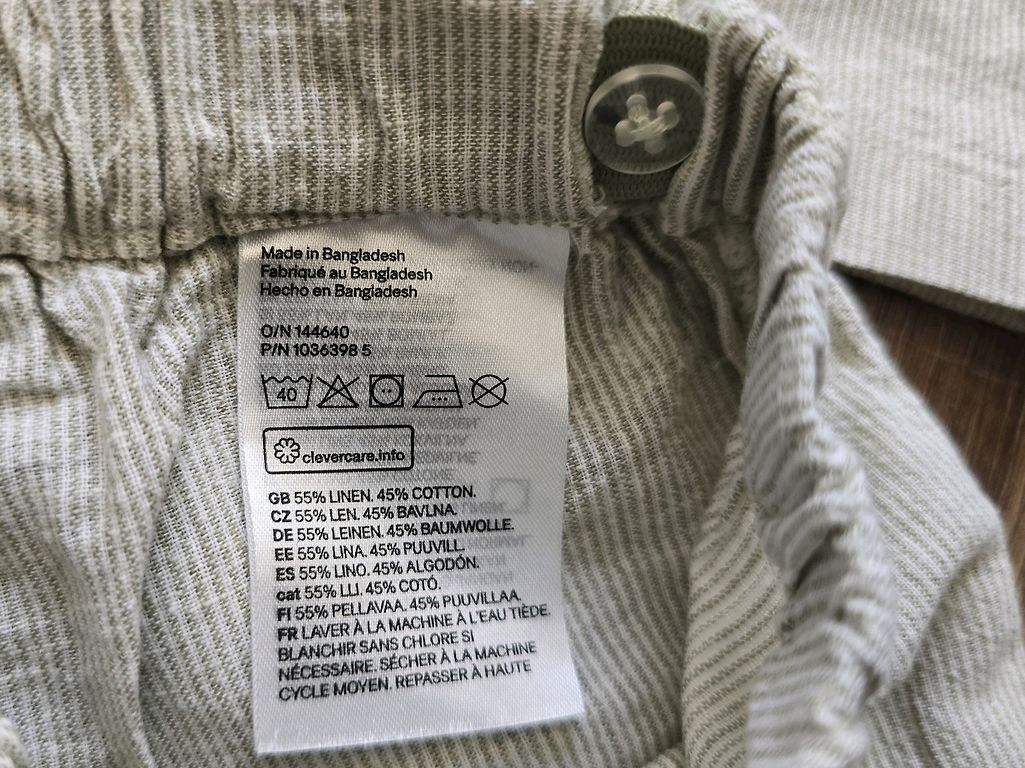 Made in Bangladesh
Fabriqué au Bangladesh
Hecho en Bangladesh
O/N 144640
P/N 1036398 5
40
clevercare.info
GB 55% LINEN. 45% COTTON.
CZ 55% LEN. 45% BAVLNA.
DE 55% LEINEN. 45% BAUMWOLLE.
EE 55% LINA. 45% PUUVILL.
ES 55% LINO. 45% ALGODÓN.
cat 55% LLI. 45% COTÓ.
FI 55% PELLAVAA. 45% PUUVILLAA.
FR LAVER À LA MACHINE À L'EAU TIÈDE.
BLANCHIR SANS CHLORE SI
NÉCESSAIRE. SÉCHER À LA MACHINE
CYCLE MOYEN. REPASSER À HAUTE